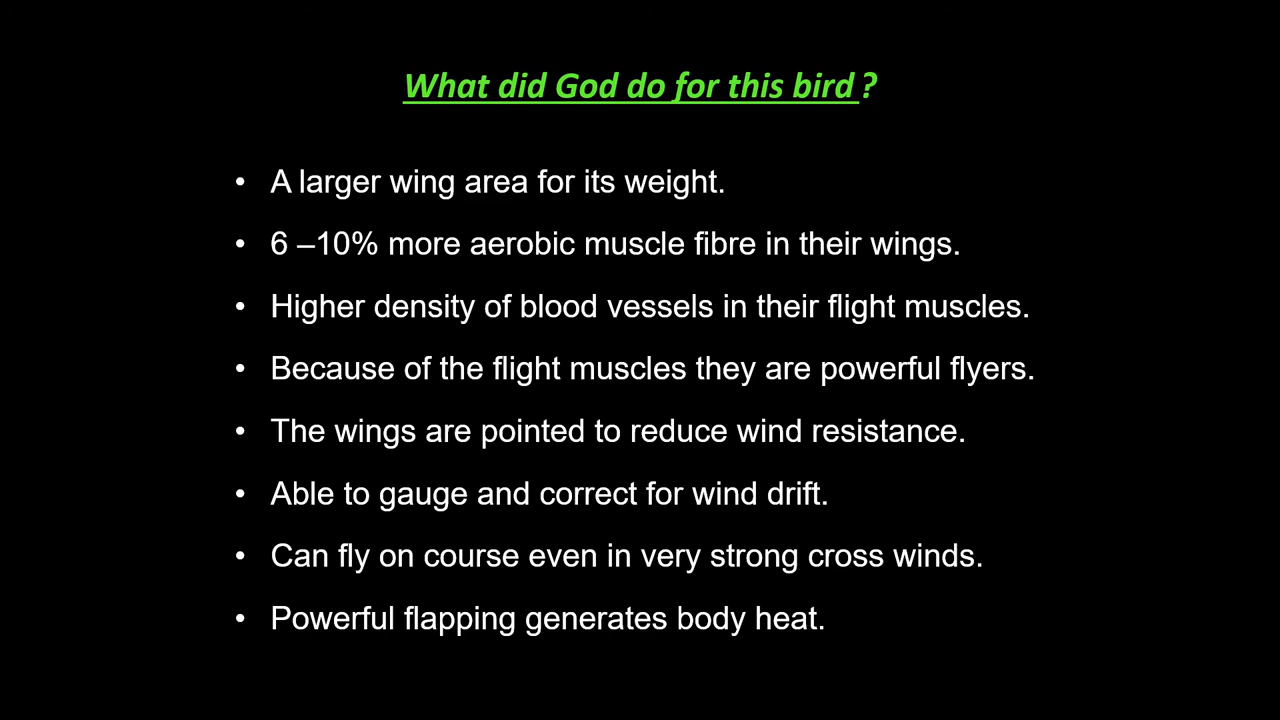 What did God do for this bird ?
• A larger wing area for its weight.
• 6 –10% more aerobic muscle fibre in their wings.
• Higher density of blood vessels in their flight muscles.
• Because of the flight muscles they are powerful flyers.
• The wings are pointed to reduce wind resistance.
• Able to gauge and correct for wind drift.
• Can fly on course even in very strong cross winds.
• Powerful flapping generates body heat.